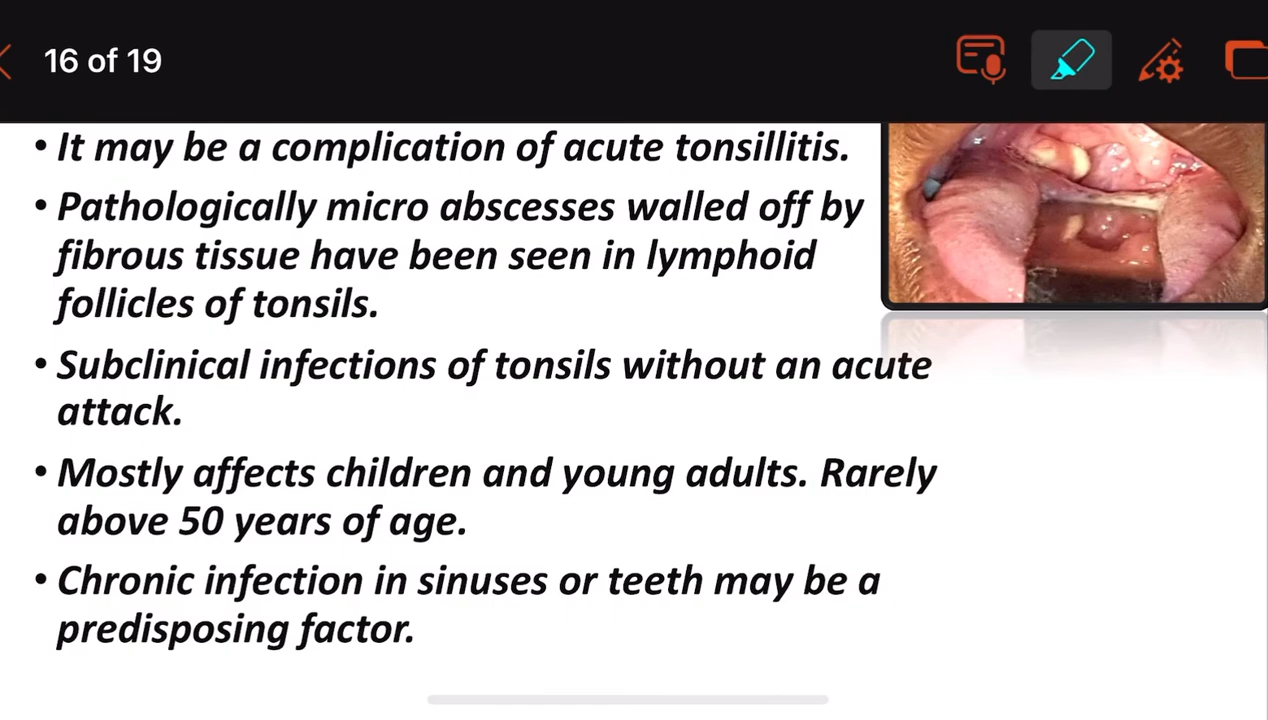 16 of 19
• It may be a complication of acute tonsillitis.
• Pathologically micro abscesses walled off by
fibrous tissue have been seen in lymphoid
follicles of tonsils.
• Subclinical infections of tonsils without an acute
attack.
• Mostly affects children and young adults. Rarely
above 50 years of age.
• Chronic infection in sinuses or teeth may be a
predisposing factor.